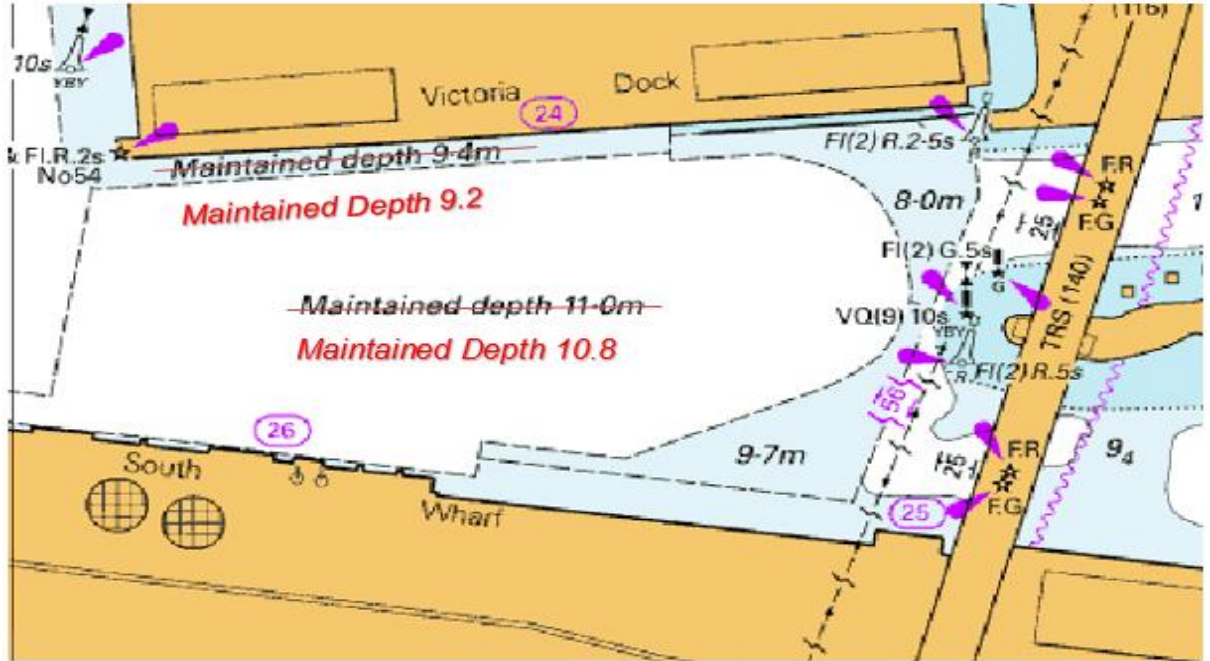 (116)
10s
YBY
Victoria Dock
24
& Fl.R.2s
No54
Maintained depth 9·4m
Maintained Depth 9.2
Fl(2) R.2·5s
F.R
F.G
8·0m
25
Fl(2) G.5s
G
Maintained depth 11·0m
Maintained Depth 10.8
VQ(9) 10s
YBY
TRS (140)
Fl(2) R.5s
R
56
26
South
Wharf
9·7m
25
F.R
F.G
9₄
25